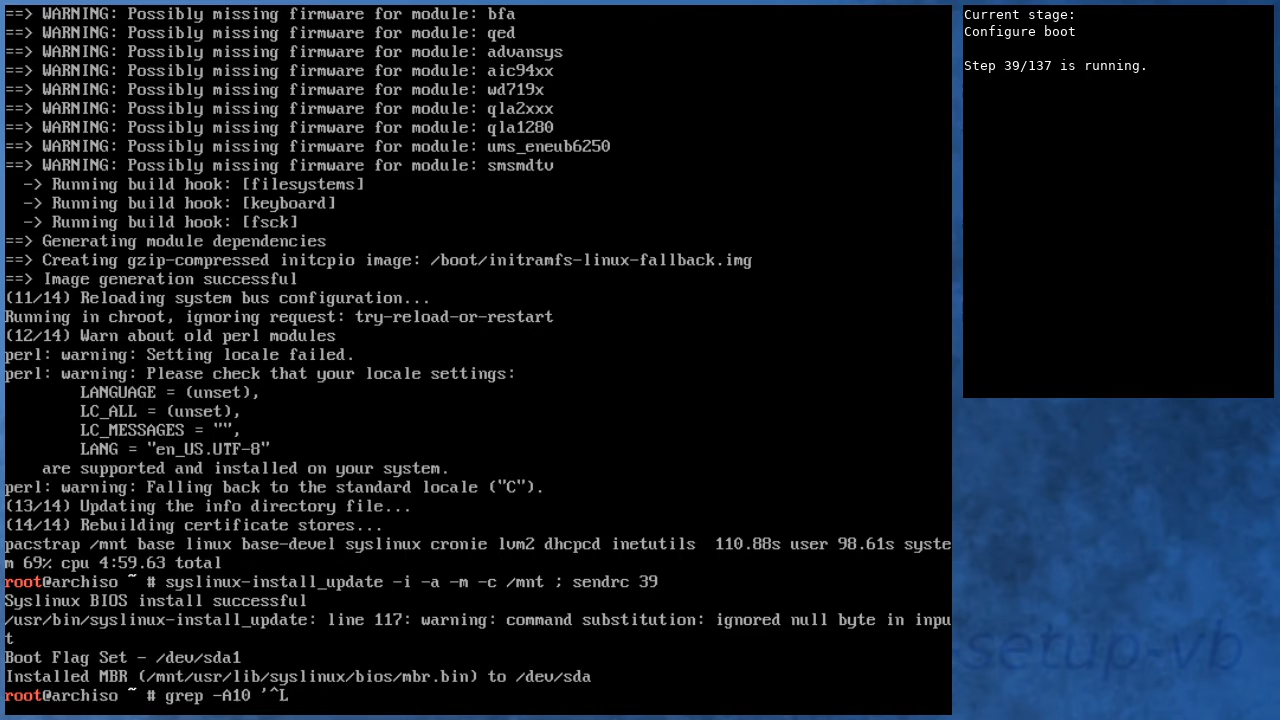 ==> WARNING: Possibly missing firmware for module: bfa
==> WARNING: Possibly missing firmware for module: qed
==> WARNING: Possibly missing firmware for module: advansys
==> WARNING: Possibly missing firmware for module: aic94xx
==> WARNING: Possibly missing firmware for module: wd719x
==> WARNING: Possibly missing firmware for module: qla2xxx
==> WARNING: Possibly missing firmware for module: qla1280
==> WARNING: Possibly missing firmware for module: ums_eneub6250
==> WARNING: Possibly missing firmware for module: smsmdtv
  -> Running build hook: [filesystems]
  -> Running build hook: [keyboard]
  -> Running build hook: [fsck]
==> Generating module dependencies
==> Creating gzip-compressed initcpio image: /boot/initramfs-linux-fallback.img
==> Image generation successful
(11/14) Reloading system bus configuration...
Running in chroot, ignoring request: try-reload-or-restart
(12/14) Warn about old perl modules
perl: warning: Setting locale failed.
perl: warning: Please check that your locale settings:
        LANGUAGE = (unset),
        LC_ALL = (unset),
        LC_MESSAGES = "",
        LANG = "en_US.UTF-8"
    are supported and installed on your system.
perl: warning: Falling back to the standard locale ("C").
(13/14) Updating the info directory file...
(14/14) Rebuilding certificate stores...
pacstrap /mnt base linux base-devel syslinux cronie lvm2 dhcpcd inetutils  110.88s user 98.61s syste
m 69% cpu 4:59.63 total
root@archiso ~ # syslinux-install_update -i -a -m -c /mnt ; sendrc 39
Syslinux BIOS install successful
/usr/bin/syslinux-install_update: line 117: warning: command substitution: ignored null byte in inpu
t
Boot Flag Set - /dev/sda1
Installed MBR (/mnt/usr/lib/syslinux/bios/mbr.bin) to /dev/sda
root@archiso ~ # grep -A10 '^L
Current stage:
Configure boot
Step 39/137 is running.
setup-vb